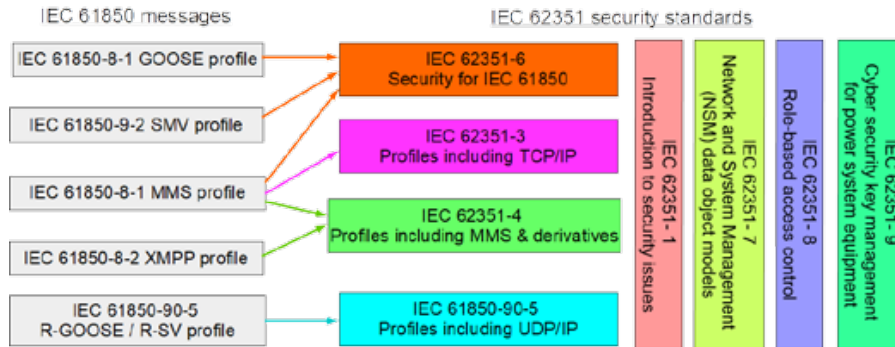 IEC 61850 messages
IEC 62351 security standards
IEC 61850-8-1 GOOSE profile
IEC 61850-9-2 SMV profile
IEC 61850-8-1 MMS profile
IEC 61850-8-2 XMPP profile
IEC 61850-90-5
R-GOOSE / R-SV profile
IEC 62351-6
Security for IEC 61850
IEC 62351-3
Profiles including TCP/IP
IEC 62351-4
Profiles including MMS & derivatives
IEC 61850-90-5
Profiles including UDP/IP
IEC 62351- 1
Introduction to security issues
IEC 62351- 7
Network and System Management
(NSM) data object models
IEC 62351- 8
Role-based access control
IEC 62351- 9
Cyber security key management
for power system equipment